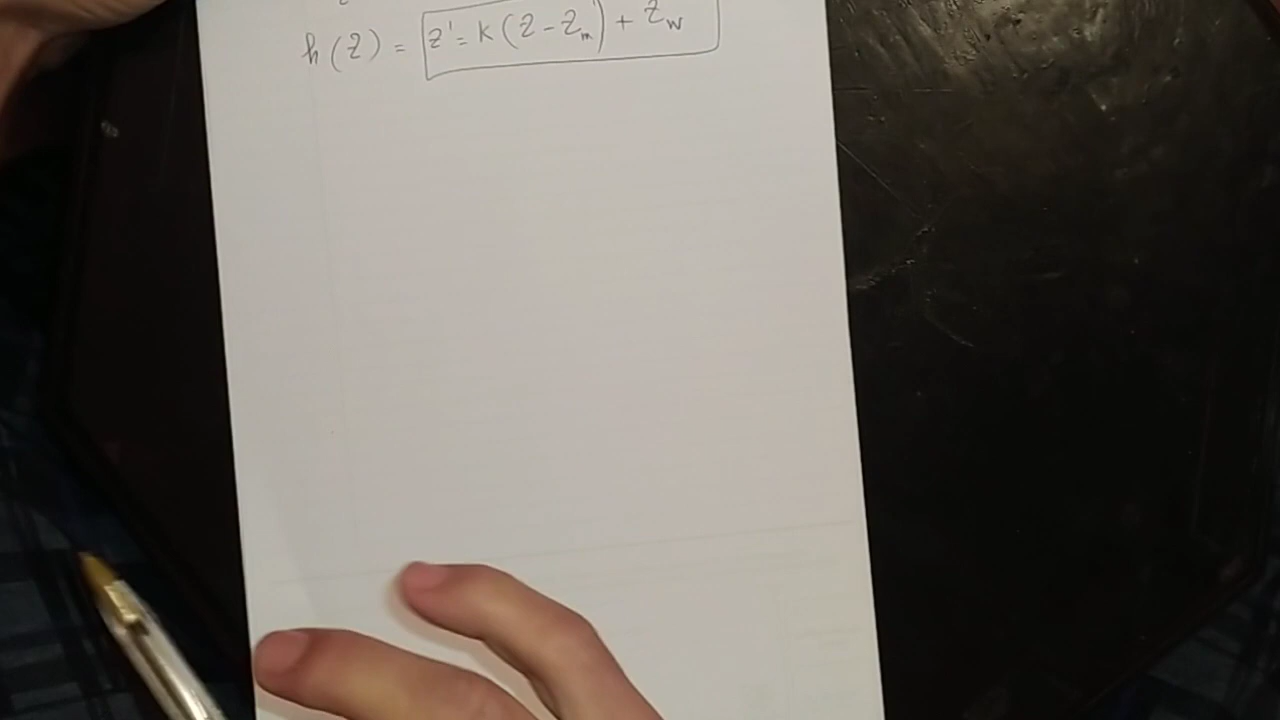 h(z) = z' = k(z - z_m) + z_w